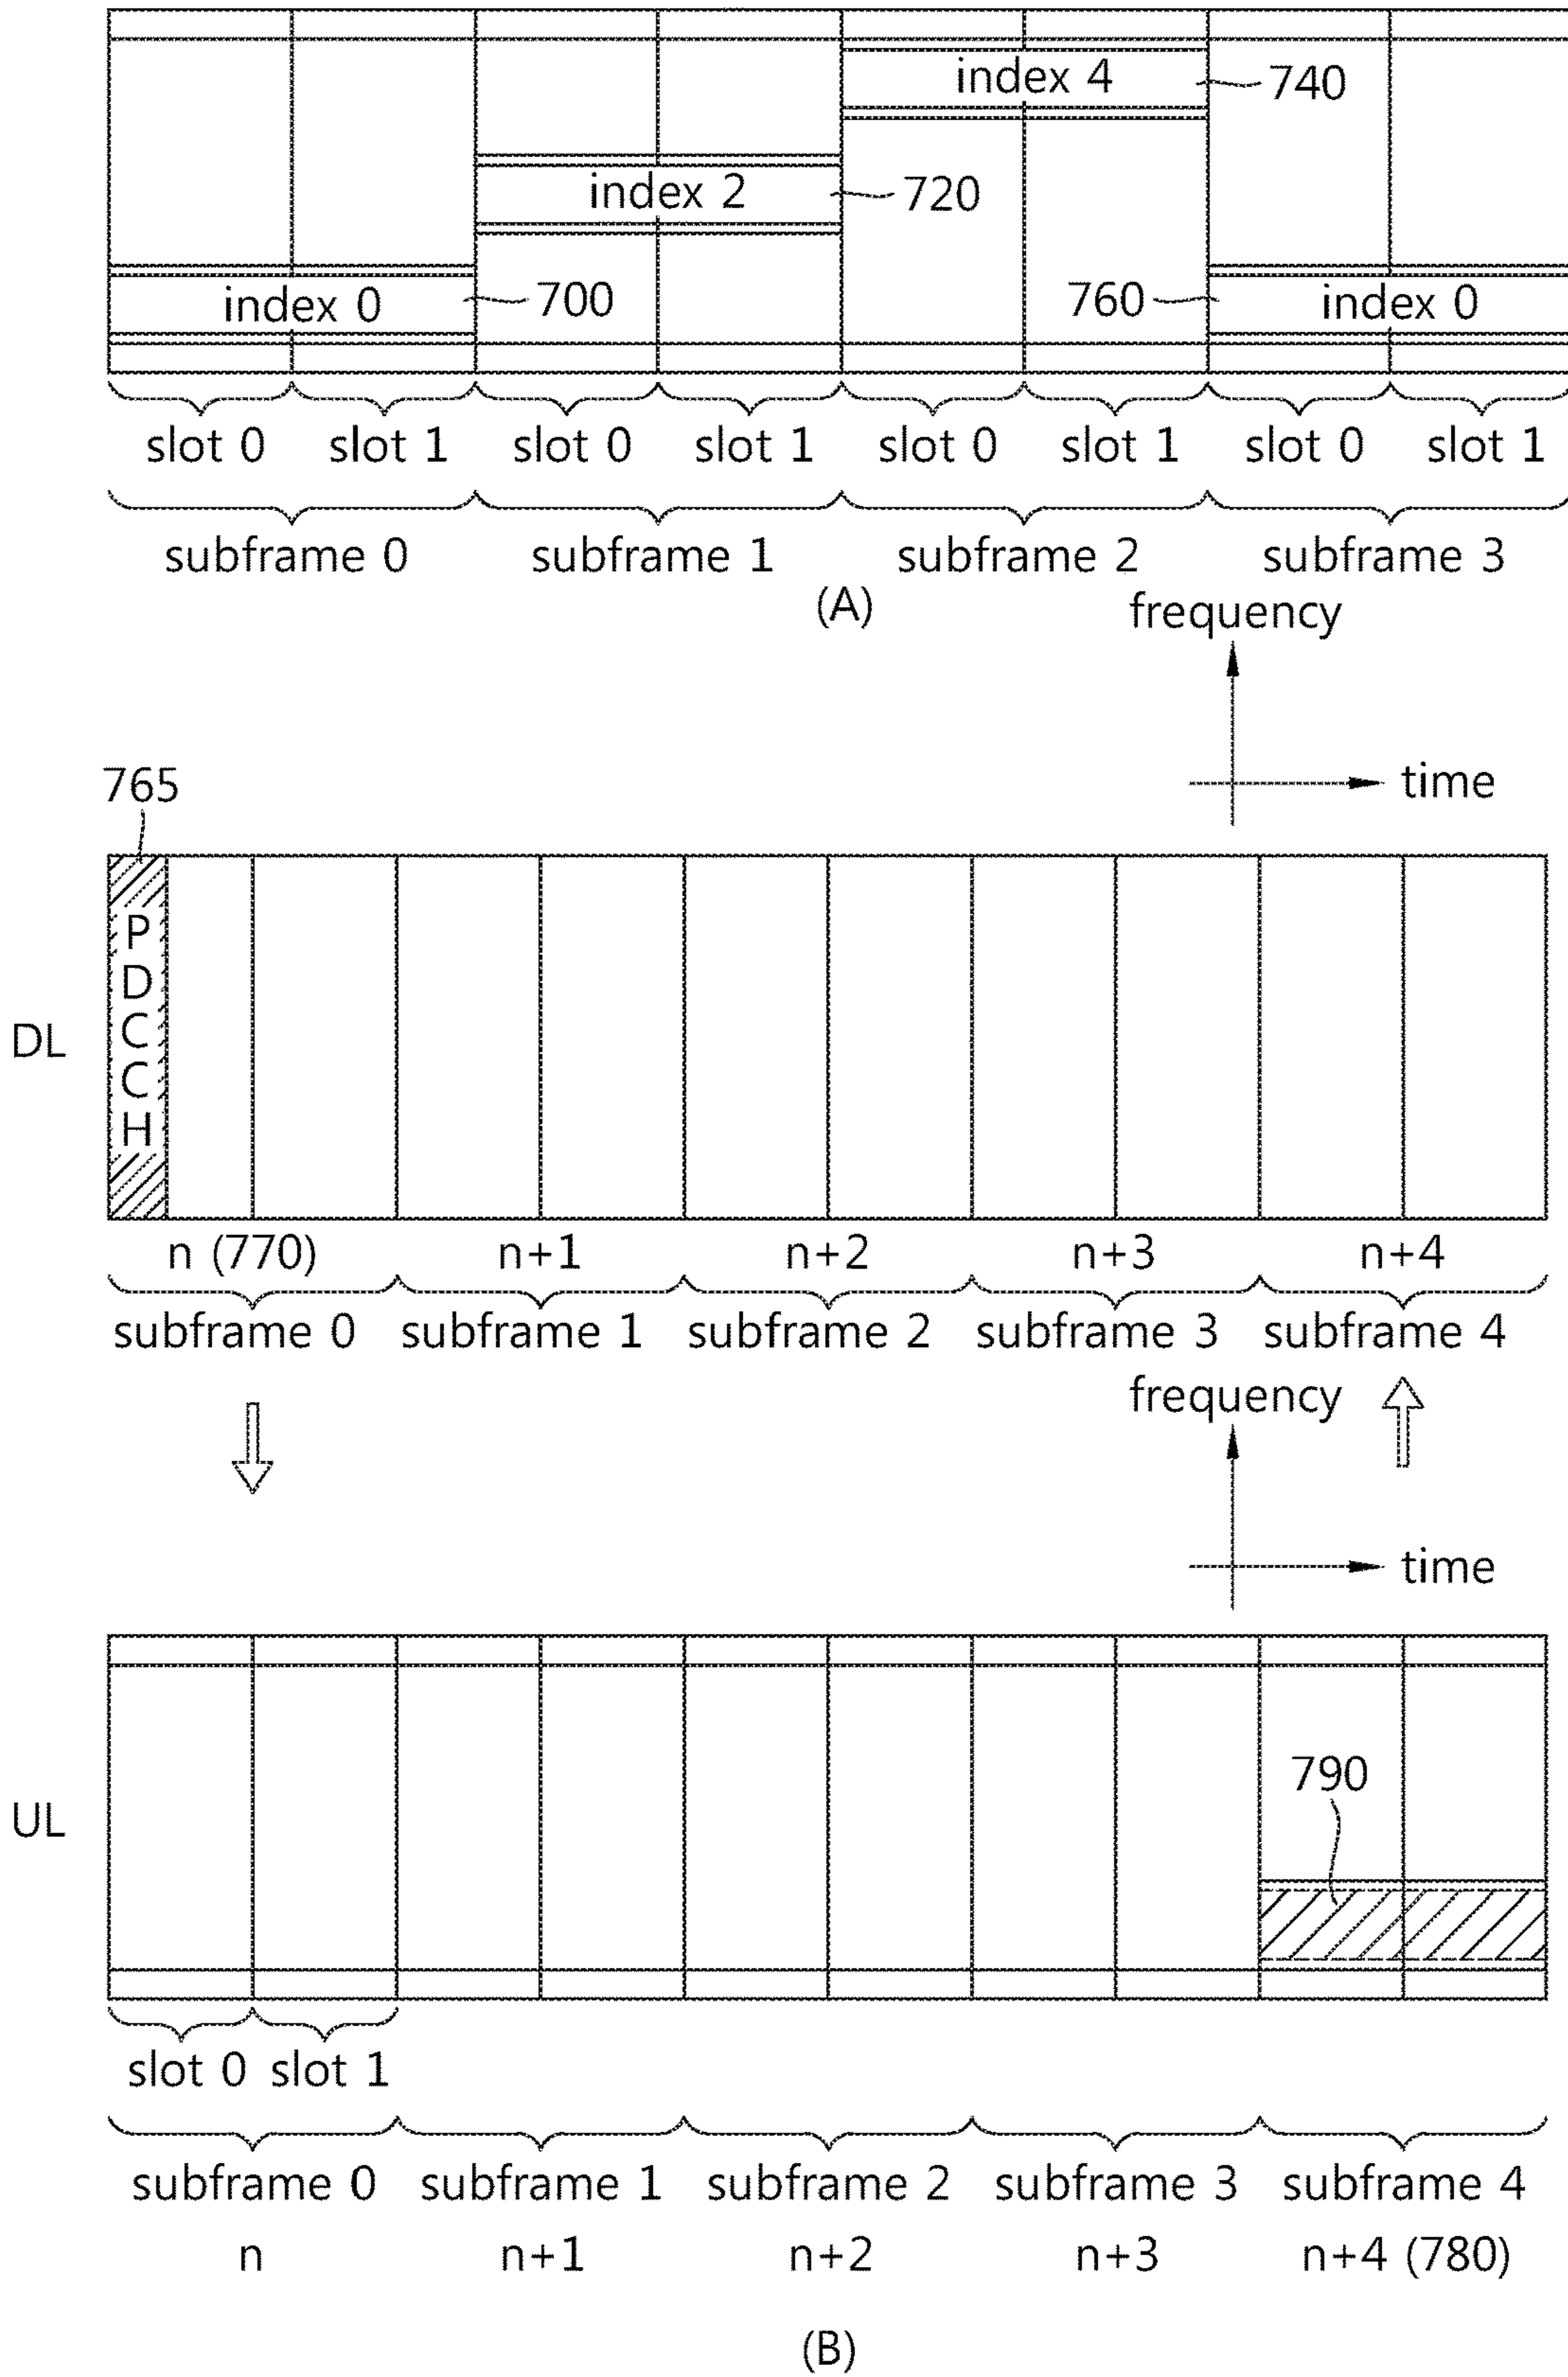 index 4 740
index 2 720
index 0 700 760 index 0
slot 0 slot 1 slot 0 slot 1 slot 0 slot 1 slot 0 slot 1
subframe 0 subframe 1 subframe 2 subframe 3
(A)
frequency
time
765
PDCCH
DL
n (770) n+1 n+2 n+3 n+4
subframe 0 subframe 1 subframe 2 subframe 3 subframe 4
frequency
time
790
UL
slot 0 slot 1
subframe 0 subframe 1 subframe 2 subframe 3 subframe 4
n n+1 n+2 n+3 n+4 (780)
(B)